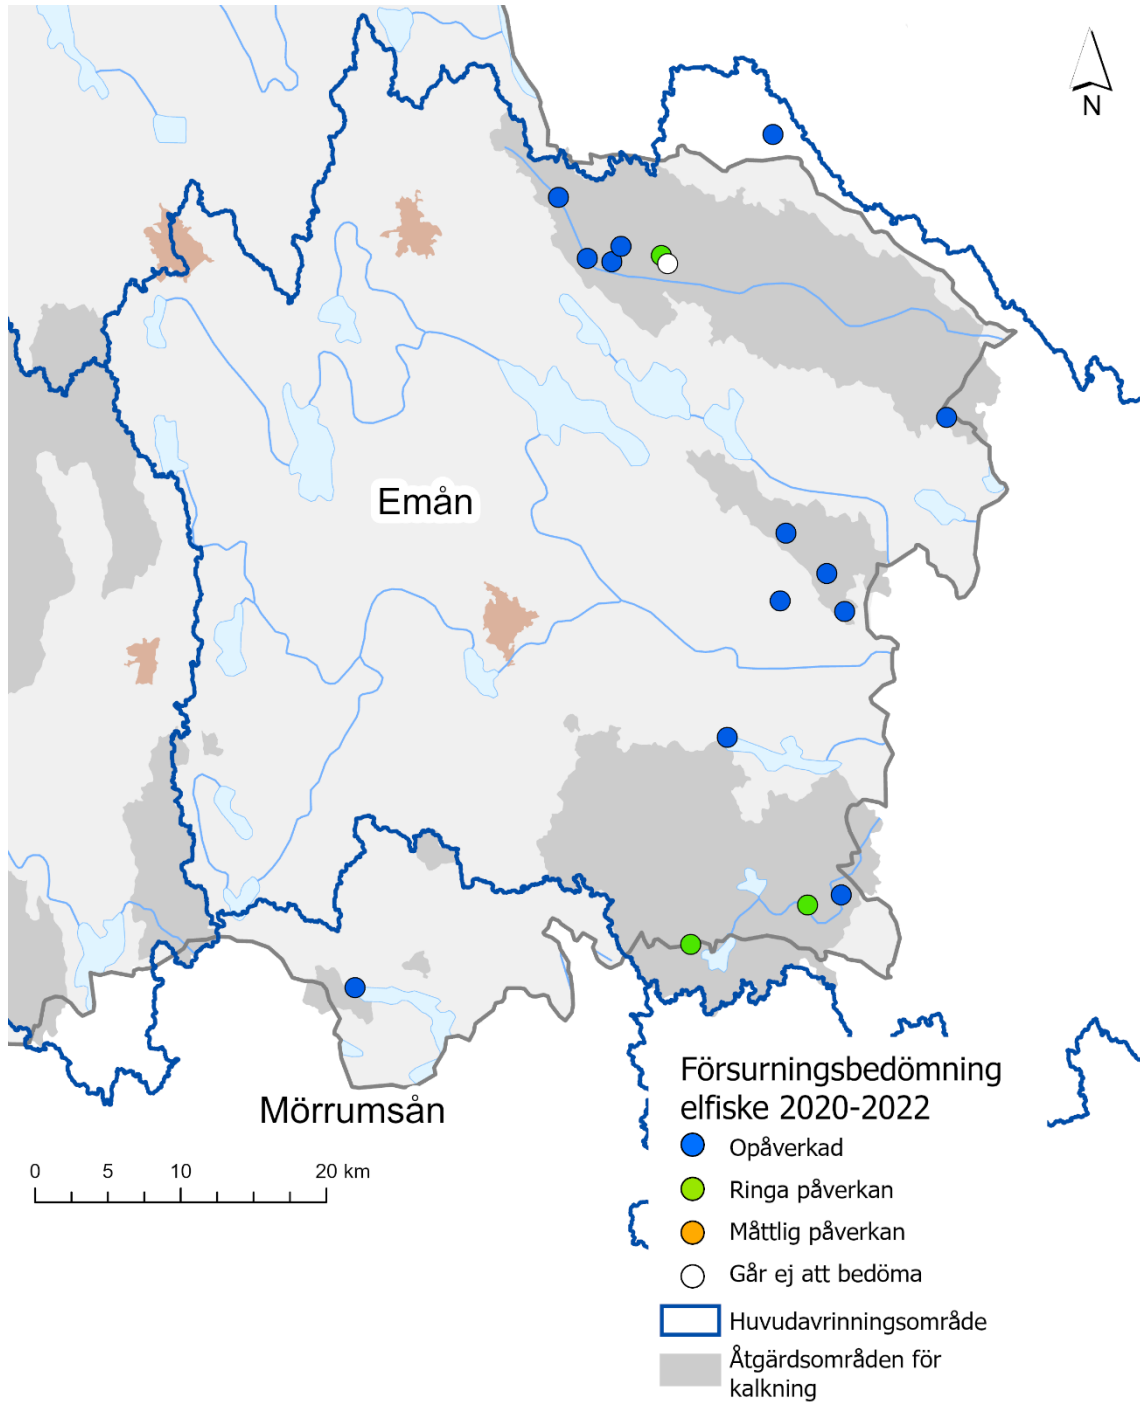 N
Emån
Mörrumsån
0 5 10 20 km
Försurningsbedömning
elfiske 2020-2022
Opåverkad
Ringa påverkan
Måttlig påverkan
Går ej att bedöma
Huvudavrinningsområde
Åtgärdsområden för
kalkning